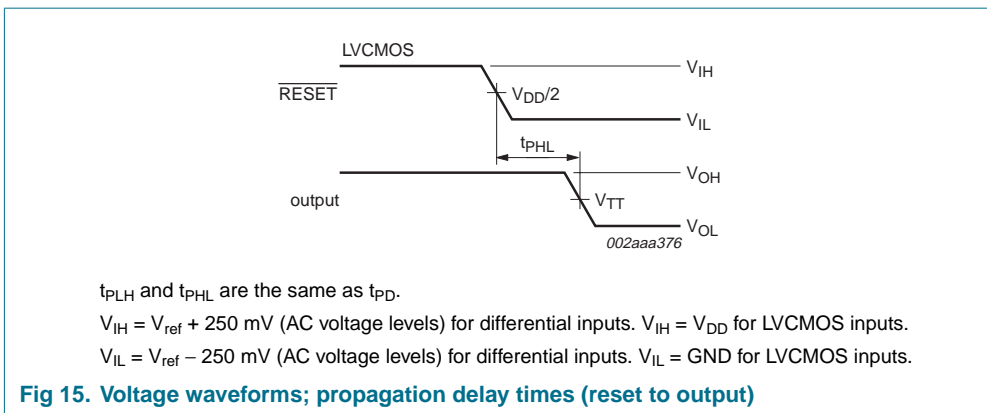 LVCMOS
VIH
RESET
VDD/2
VIL
tPHL
VOH
output
VTT
VOL
002aaa376
tPLH and tPHL are the same as tPD.
VIH = Vref + 250 mV (AC voltage levels) for differential inputs. VIH = VDD for LVCMOS inputs.
VIL = Vref − 250 mV (AC voltage levels) for differential inputs. VIL = GND for LVCMOS inputs.
Fig 15. Voltage waveforms; propagation delay times (reset to output)